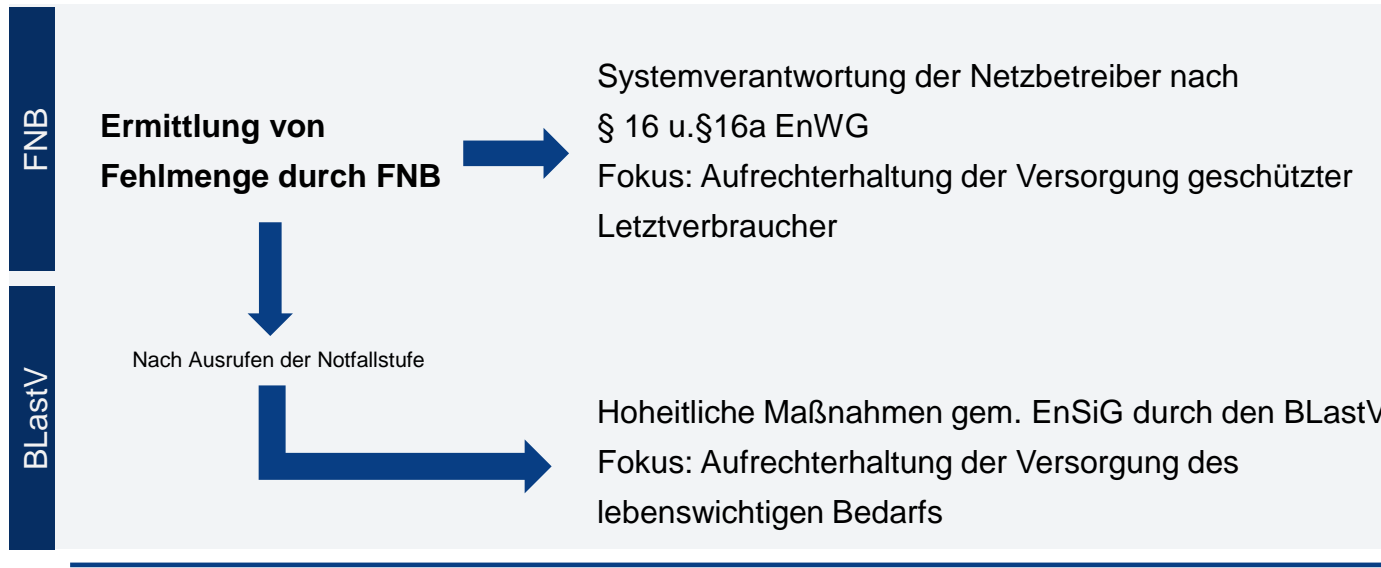 FNB
Ermittlung von
Fehlmenge durch FNB
Systemverantwortung der Netzbetreiber nach
§ 16 u.§16a EnWG
Fokus: Aufrechterhaltung der Versorgung geschützter
Letztverbraucher
Nach Ausrufen der Notfallstufe
BLastV
Hoheitliche Maßnahmen gem. EnSiG durch den BLastV
Fokus: Aufrechterhaltung der Versorgung des
lebenswichtigen Bedarfs